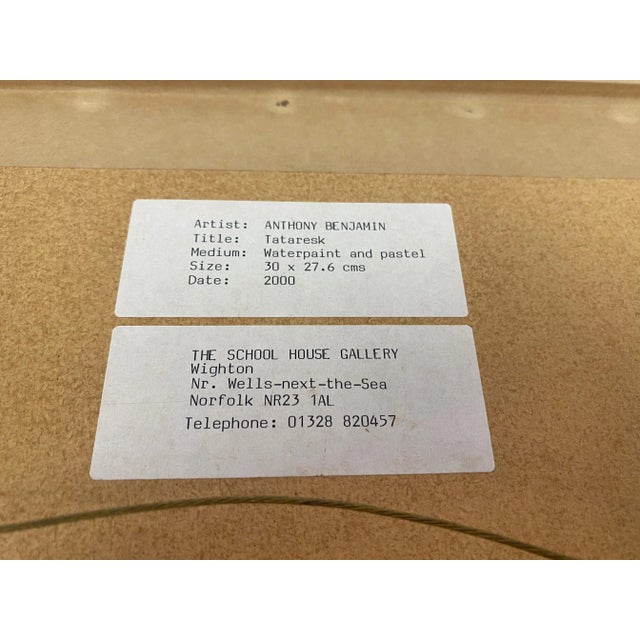 Artist: ANTHONY BENJAMIN
Title: Tataresk
Medium: Waterpaint and pastel
Size: 30 x 27.6 cms
Date: 2000
THE SCHOOL HOUSE GALLERY
Wighton
Nr. Wells-next-the-Sea
Norfolk NR23 1AL
Telephone: 01328 820457